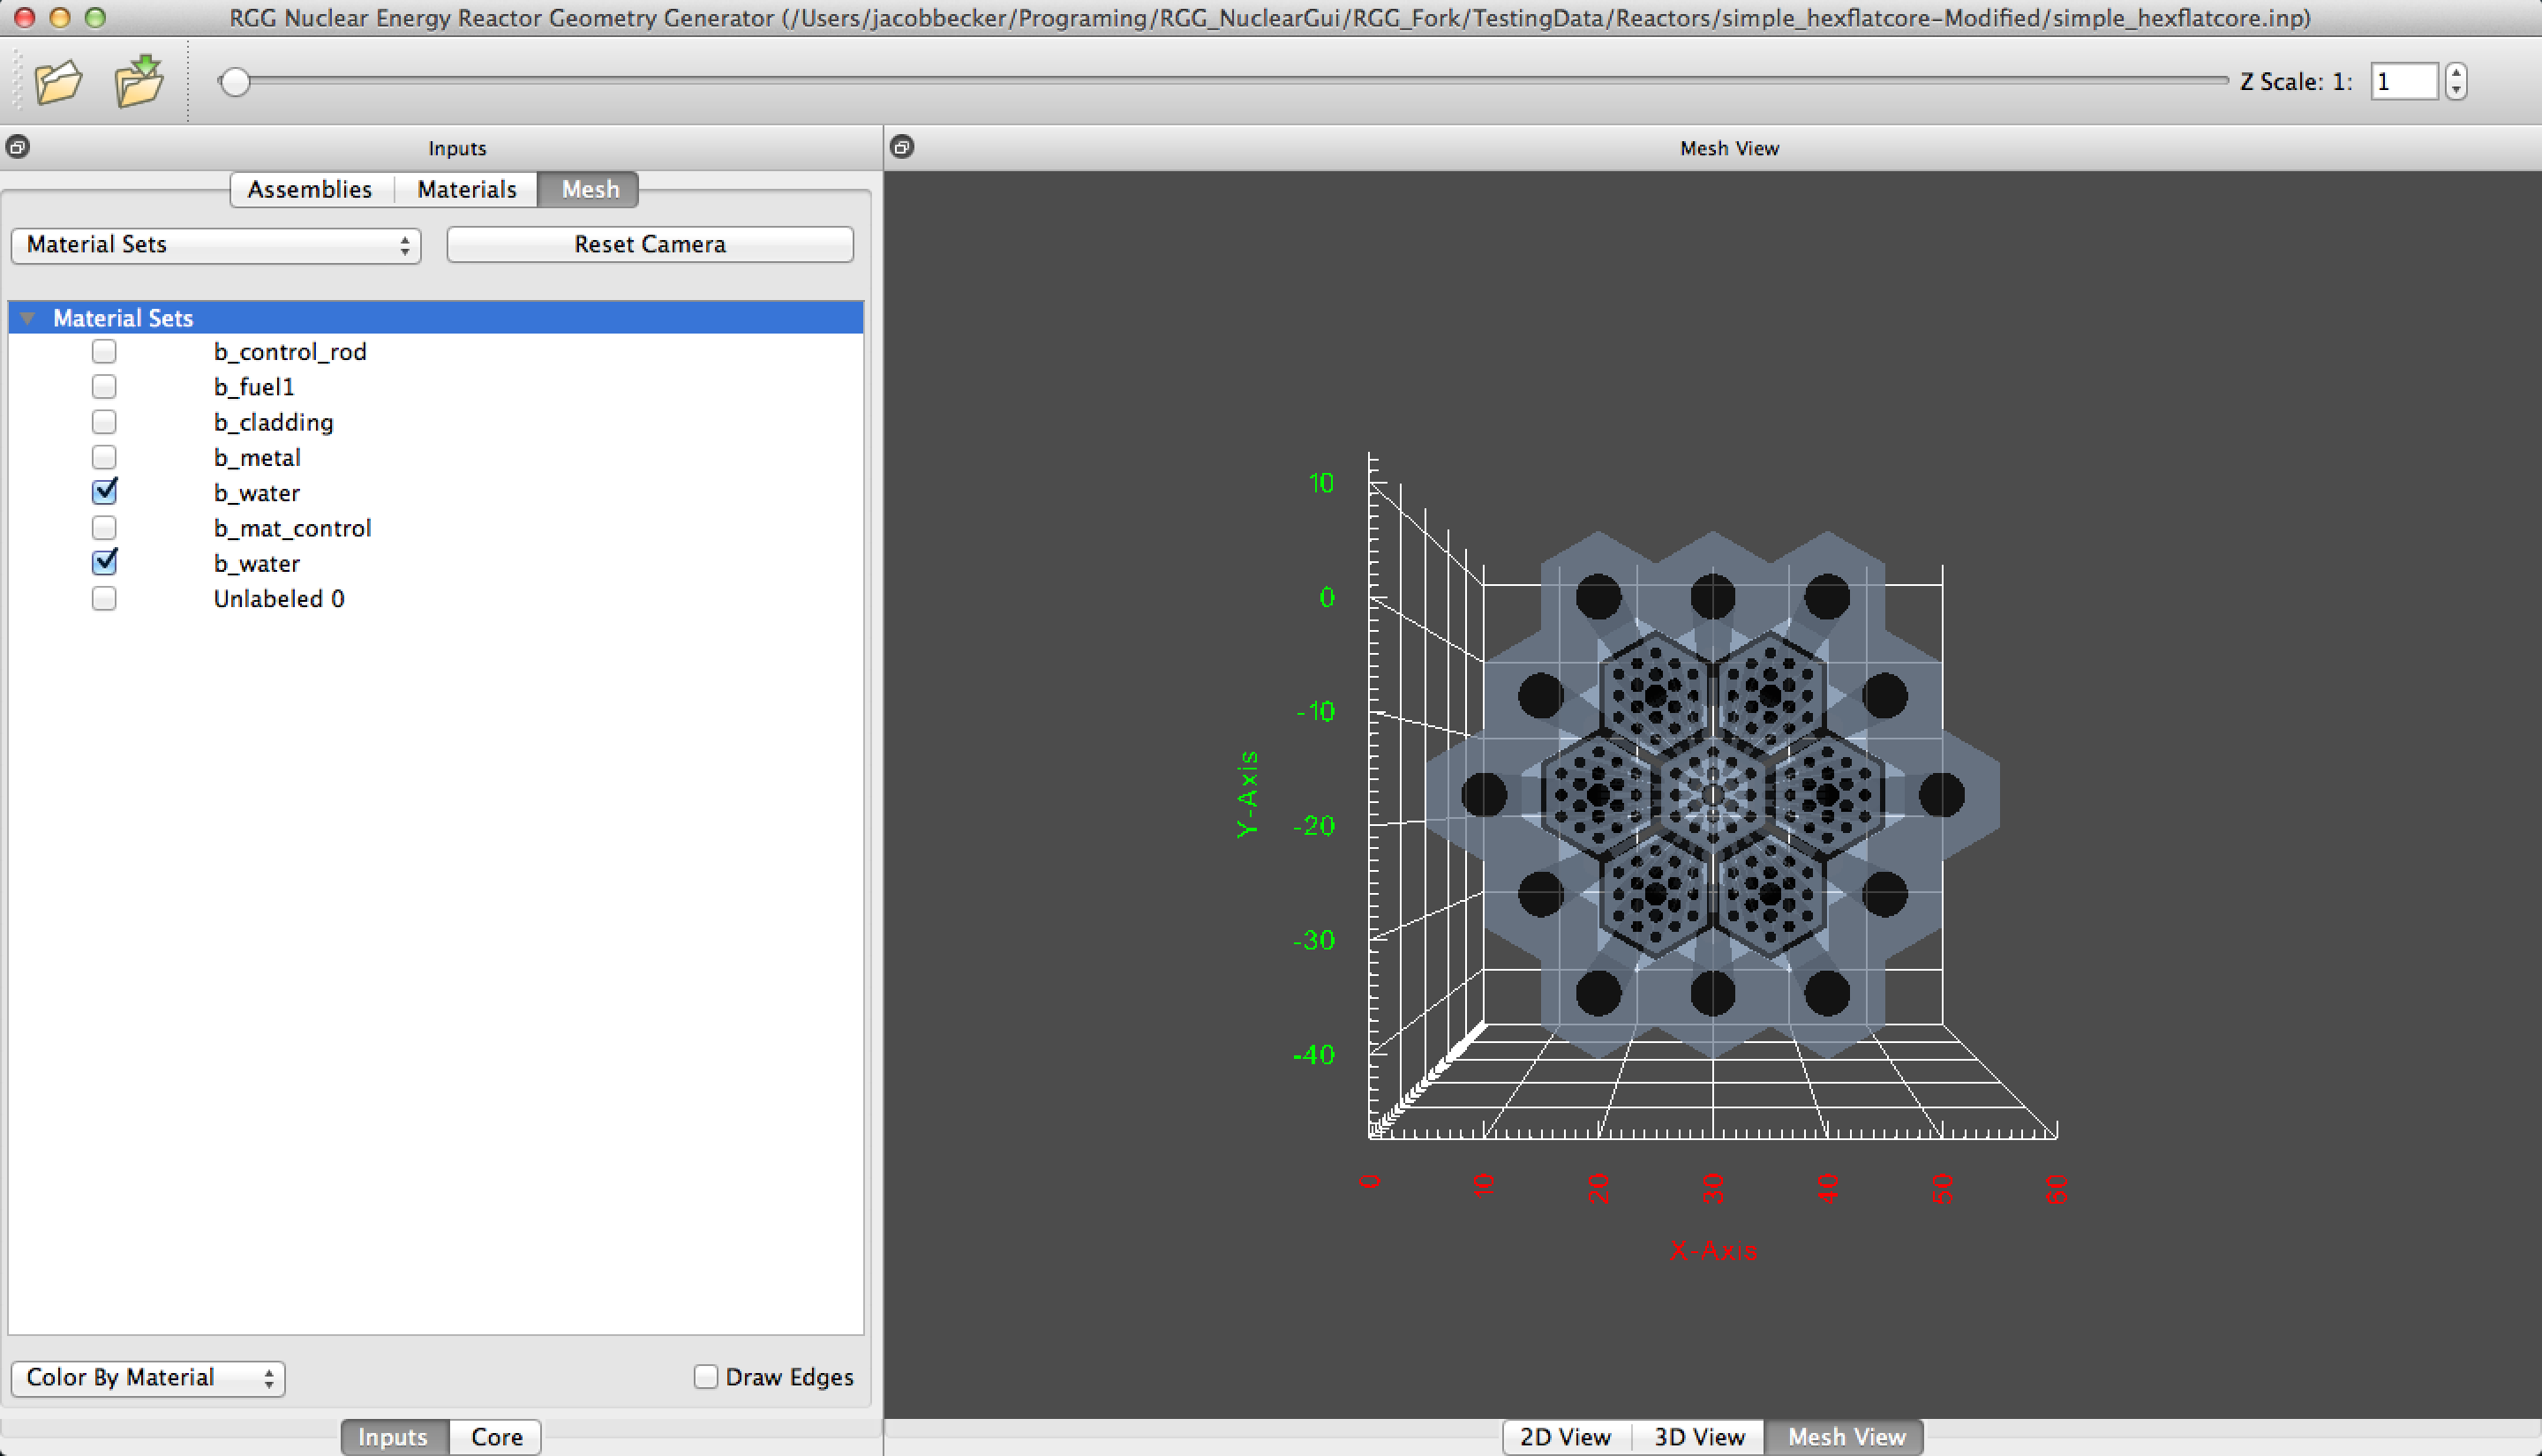 RGG Nuclear Energy Reactor Geometry Generator (/Users/jacobbecker/Programing/RGG_NuclearGui/RGG_Fork/TestingData/Reactors/simple_hexflatcore-Modified/simple_hexflatcore.inp)
Z Scale: 1: 1
Inputs
Assemblies Materials Mesh
Material Sets Reset Camera
Material Sets
b_control_rod
b_fuel1
b_cladding
b_metal
b_water
b_mat_control
b_water
Unlabeled 0
Color By Material Draw Edges
Inputs Core
Mesh View
10
0
-10
-20
-30
-40
Y-Axis
0 10 20 30 40 50 60
X-Axis
2D View 3D View Mesh View